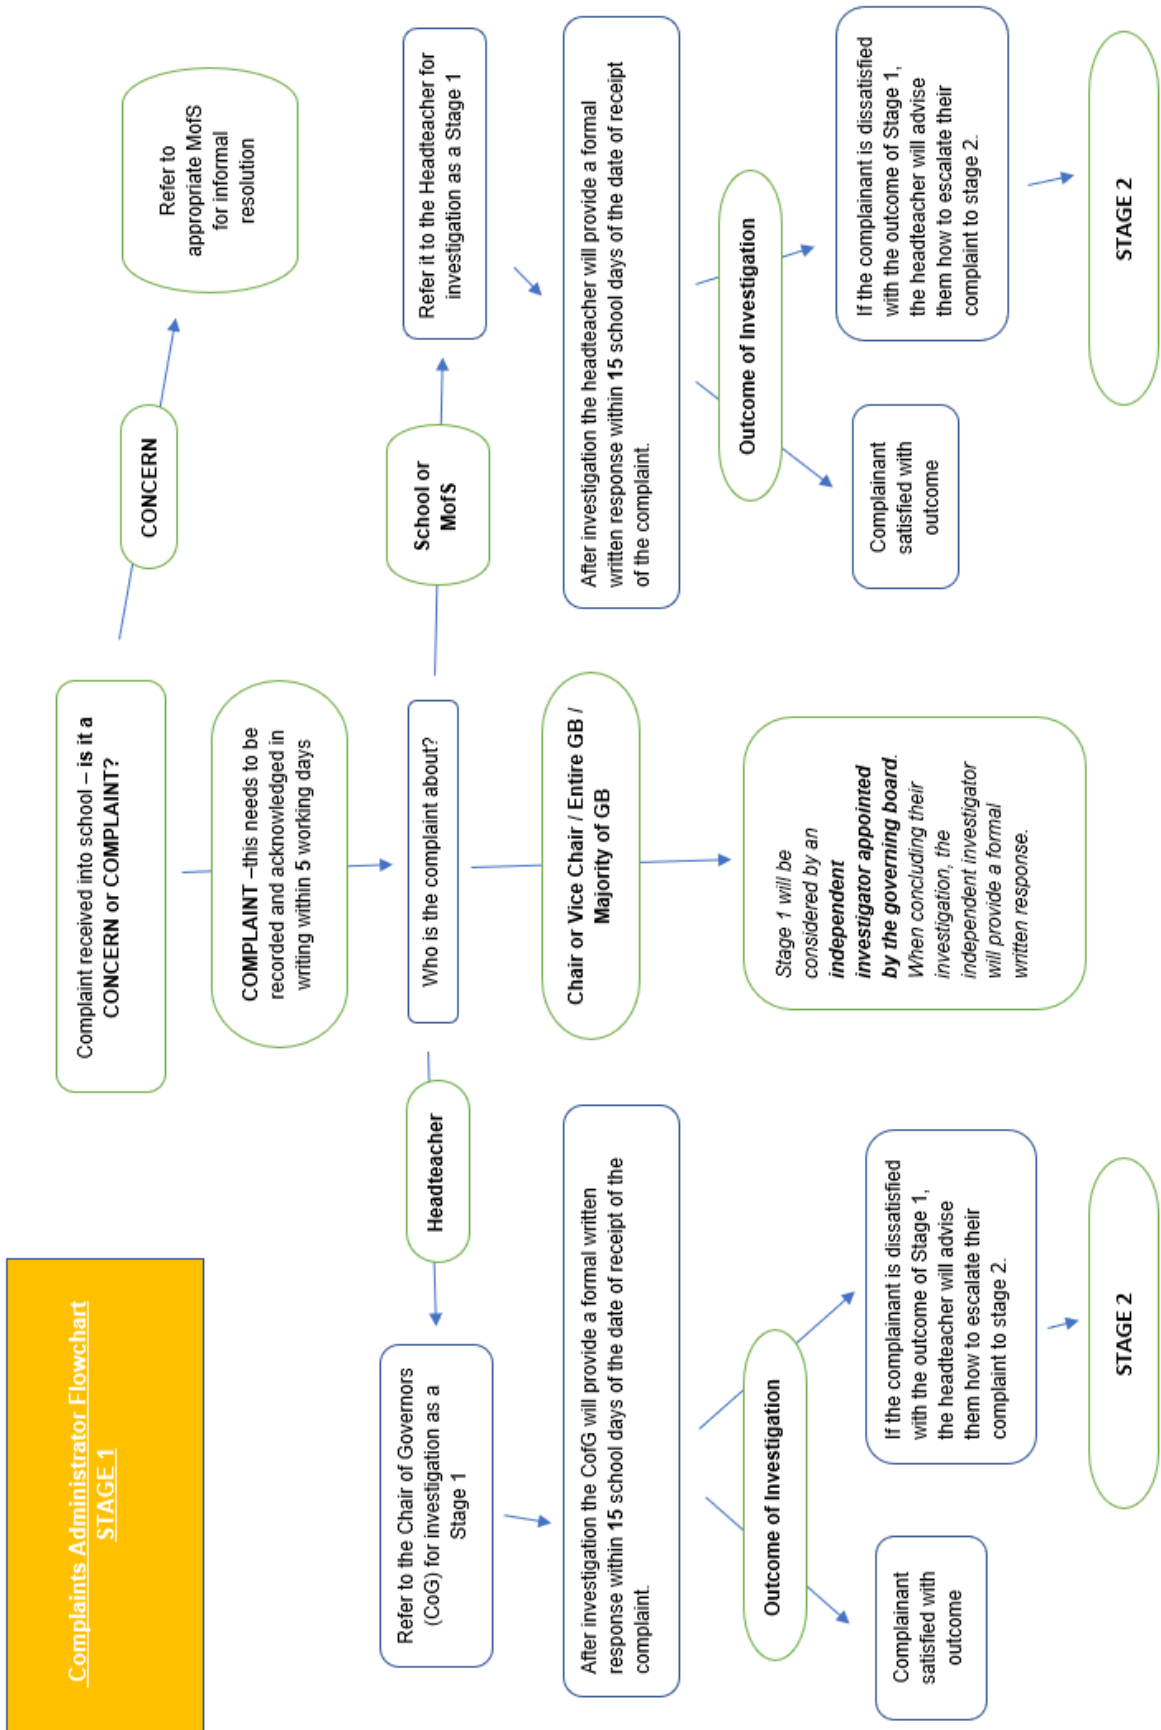 Complaints Administrator Flowchart
STAGE 1
Complaint received into school – is it a
CONCERN or COMPLAINT?
CONCERN
Refer to
appropriate MofS
for informal
resolution
COMPLAINT –this needs to be
recorded and acknowledged in
writing within 5 working days
Who is the complaint about?
Headteacher
Refer to the Chair of Governors
(CoG) for investigation as a
Stage 1
After investigation the CofG will provide a formal written
response within 15 school days of the date of receipt of the
complaint.
Outcome of Investigation
Complainant
satisfied with
outcome
If the complainant is dissatisfied
with the outcome of Stage 1,
the headteacher will advise
them how to escalate their
complaint to stage 2.
STAGE 2
Chair or Vice Chair / Entire GB /
Majority of GB
Stage 1 will be
considered by an
independent
investigator appointed
by the governing board.
When concluding their
investigation, the
independent investigator
will provide a formal
written response.
School or
MofS
Refer it to the Headteacher for
investigation as a Stage 1
After investigation the headteacher will provide a formal
written response within 15 school days of the date of receipt
of the complaint.
Outcome of Investigation
Complainant
satisfied with
outcome
If the complainant is dissatisfied
with the outcome of Stage 1,
the headteacher will advise
them how to escalate their
complaint to stage 2.
STAGE 2